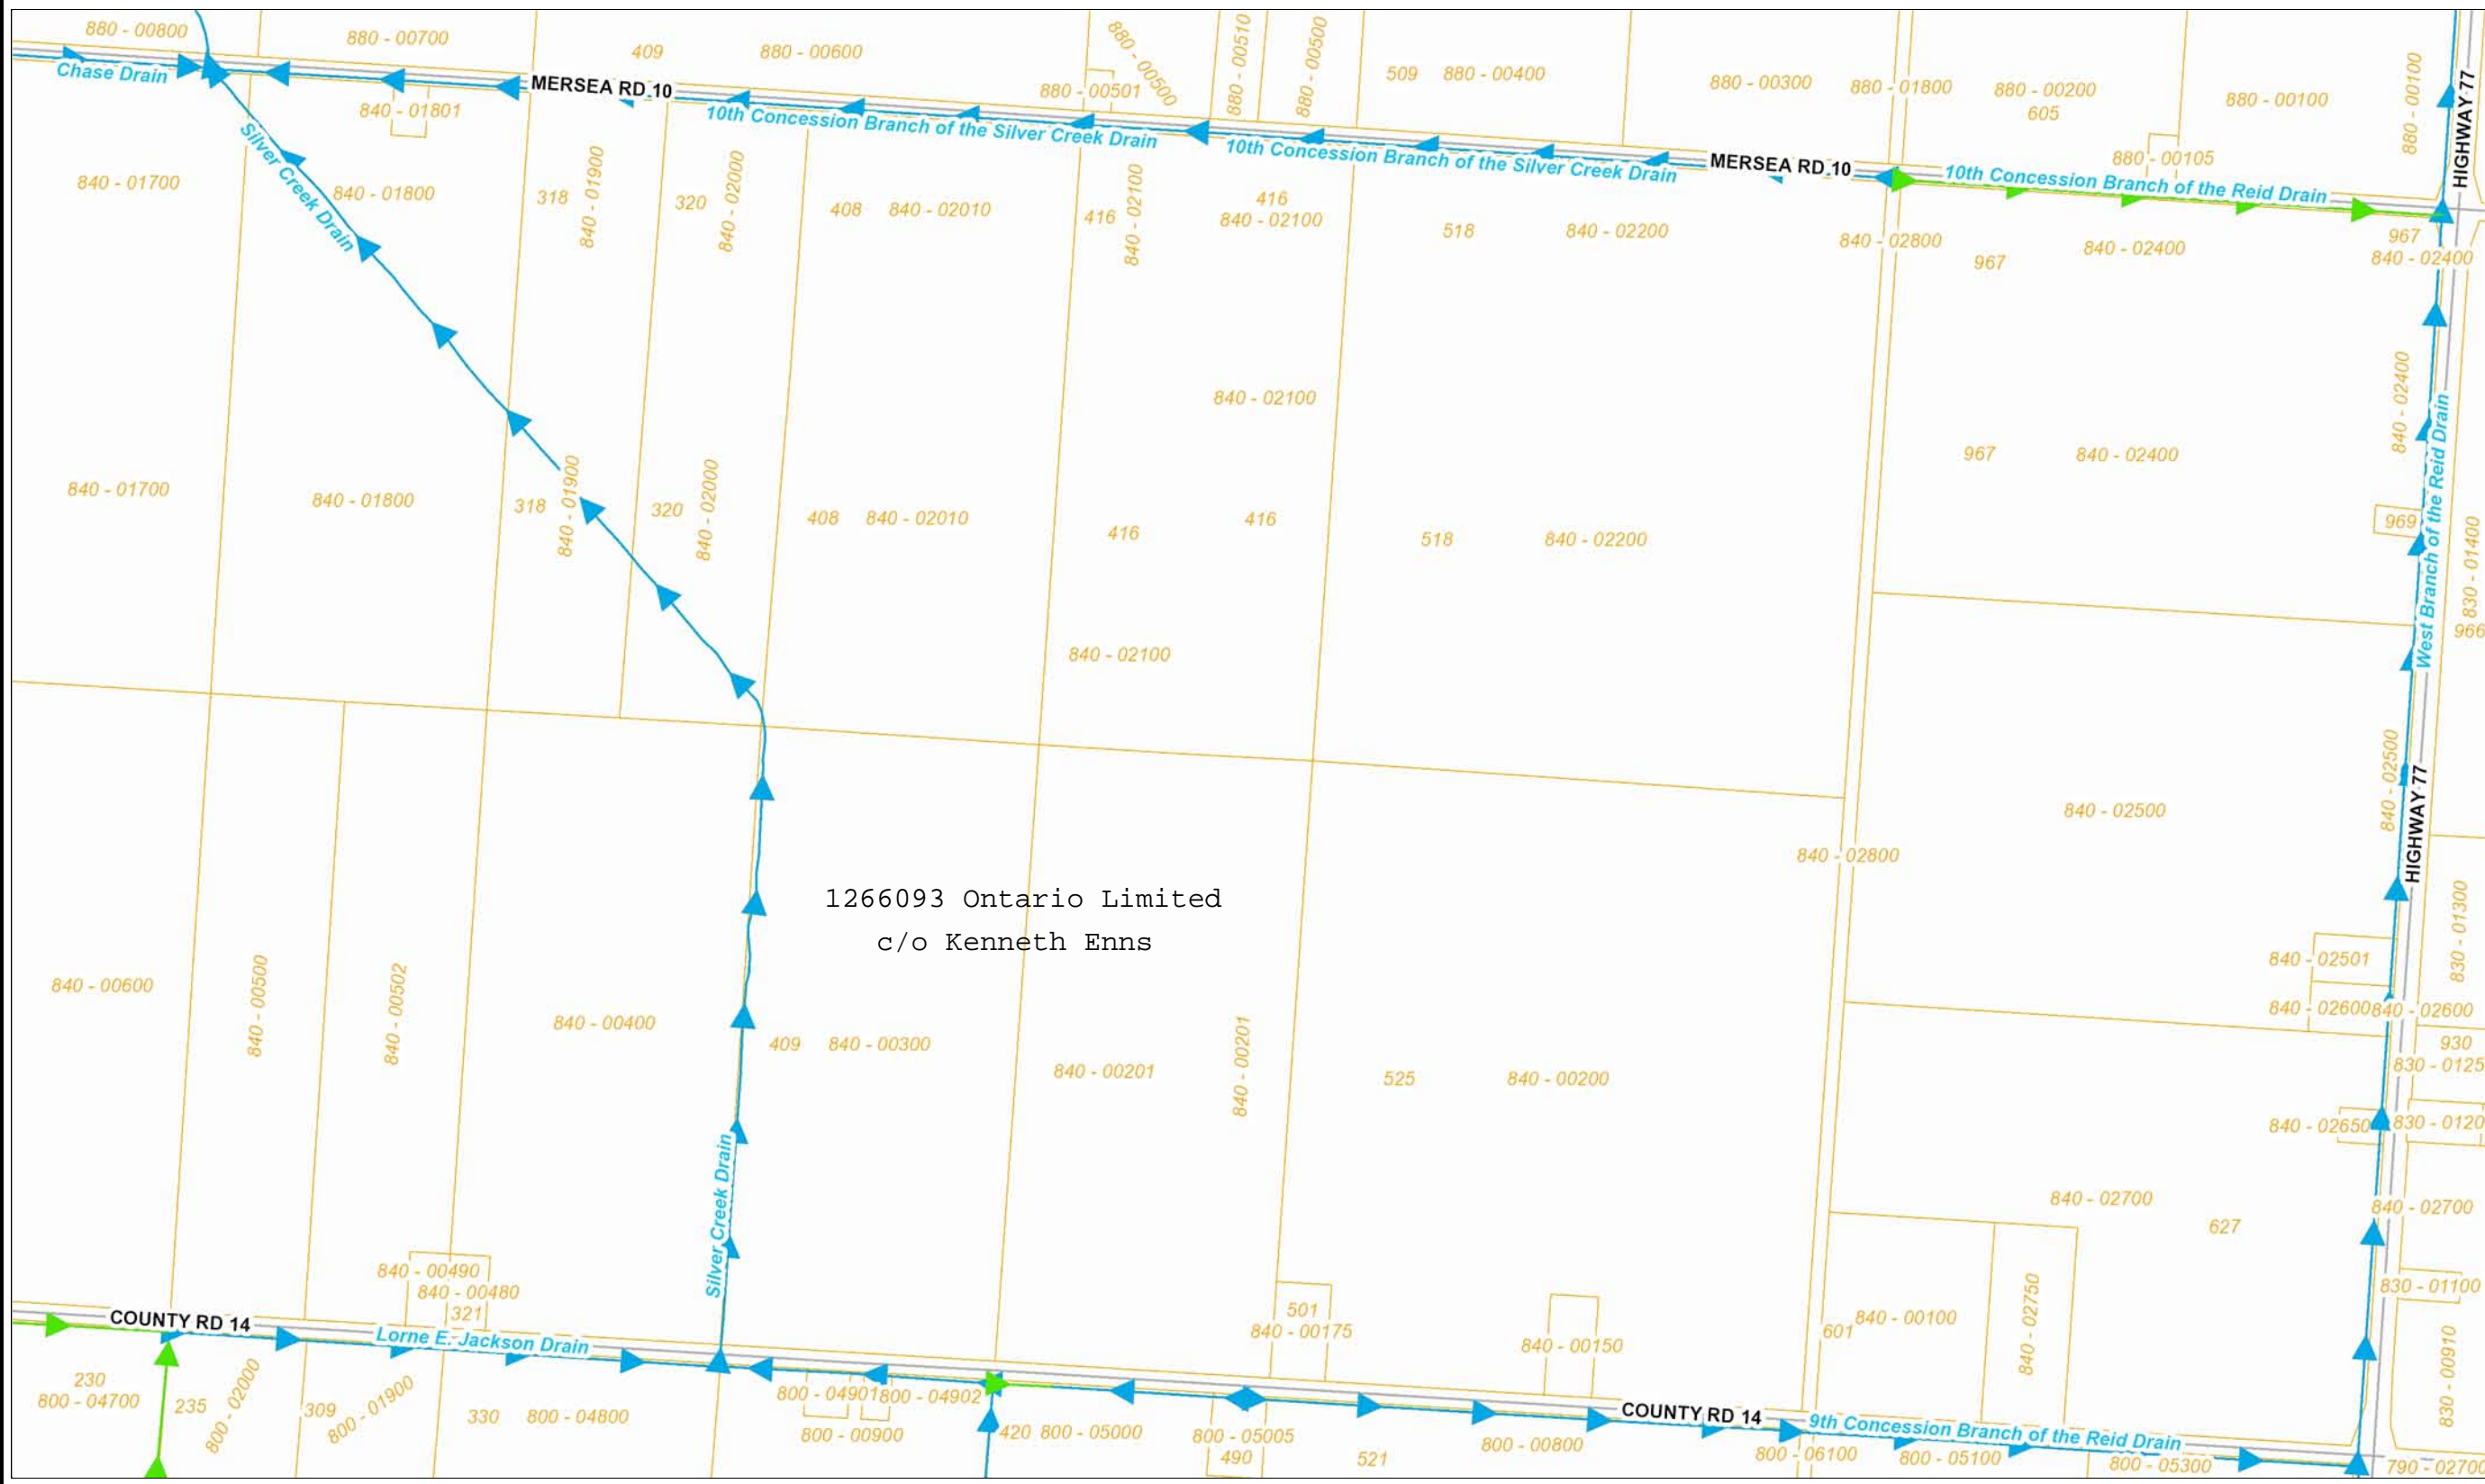 880 - 00800
880 - 00700
409
880 - 00600
880 - 00501
880 - 00500
880 - 00510
880 - 00500
509 880 - 00400
880 - 00300
880 - 01800
880 - 00200
605
880 - 00100
880 - 00100
HIGHWAY 77
Chase Drain
MERSEA RD 10
840 - 01801
10th Concession Branch of the Silver Creek Drain
10th Concession Branch of the Silver Creek Drain
MERSEA RD 10
880 - 00105
10th Concession Branch of the Reid Drain
840 - 01700
Silver Creek Drain
840 - 01800
318
840 - 01900
320
840 - 02000
408 840 - 02010
416
840 - 02100
416
840 - 02100
518
840 - 02200
840 - 02800
967
840 - 02400
967
840 - 02400
840 - 02100
967
840 - 02400
840 - 02400
West Branch of the Reid Drain
840 - 01700
840 - 01800
318
840 - 01900
320
840 - 02000
408 840 - 02010
416
416
518
840 - 02200
969
830 - 01400
966
840 - 02100
840 - 02500
840 - 02500
HIGHWAY 77
840 - 02800
1266093 Ontario Limited
c/o Kenneth Enns
840 - 00600
840 - 00500
840 - 00502
840 - 00400
409 840 - 00300
840 - 00201
840 - 00201
525
840 - 00200
840 - 02501
830 - 01300
840 - 02600
840 - 02600
930
830 - 0125
840 - 02650
830 - 0120
Silver Creek Drain
840 - 02700
627
840 - 02700
840 - 00490
840 - 00480
321
501
840 - 00175
840 - 00150
601
840 - 00100
840 - 02750
830 - 01100
COUNTY RD 14
Lorne E. Jackson Drain
230
800 - 04700
235
800 - 02000
309
800 - 01900
330 800 - 04800
800 - 04901
800 - 04902
800 - 00900
420 800 - 05000
800 - 05005
490
521
800 - 00800
COUNTY RD 14
9th Concession Branch of the Reid Drain
800 - 06100
800 - 05100
800 - 05300
830 - 00910
790 - 02700